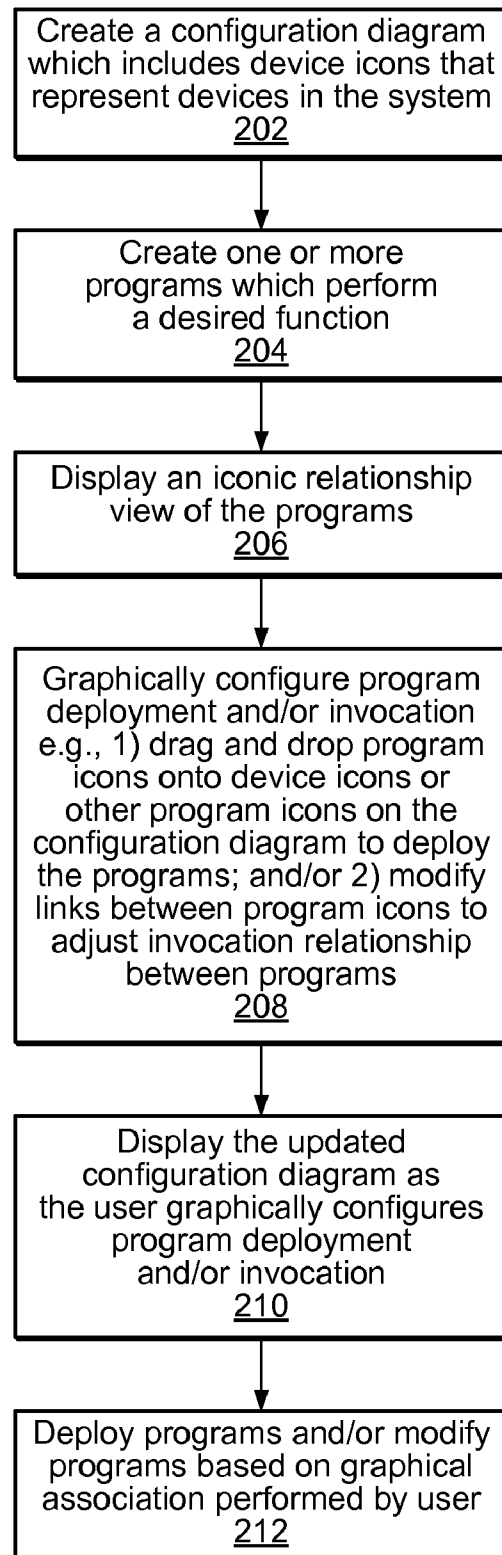 Create a configuration diagram
which includes device icons that
represent devices in the system
202
Create one or more
programs which perform
a desired function
204
Display an iconic relationship
view of the programs
206
Graphically configure program
deployment and/or invocation
e.g., 1) drag and drop program
icons onto device icons or
other program icons on the
configuration diagram to deploy
the programs; and/or 2) modify
links between program icons to
adjust invocation relationship
between programs
208
Display the updated
configuration diagram as
the user graphically configures
program deployment
and/or invocation
210
Deploy programs and/or modify
programs based on graphical
association performed by user
212